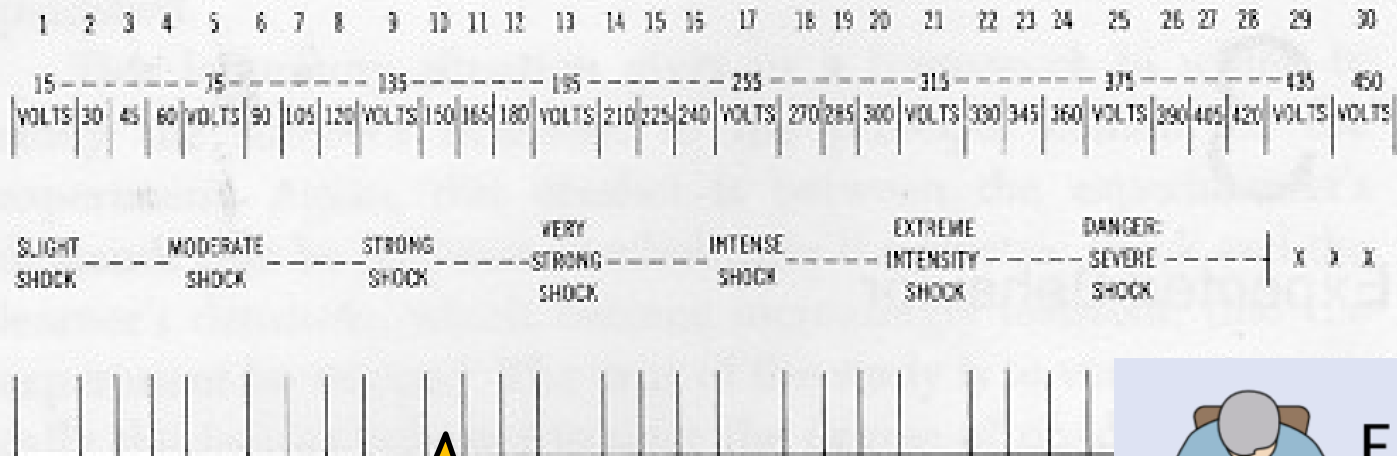 1 2 3 4 5 6 7 8 9 10 11 12 13 14 15 16 17 18 19 20 21 22 23 24 25 26 27 28 29 30
15 75 135 195 255 315 375 435 450
VOLTS 30 45 60 VOLTS 90 105 120 VOLTS 150 165 180 VOLTS 210 225 240 VOLTS 270 285 300 VOLTS 330 345 360 VOLTS 390 405 420 VOLTS VOLTS
VERY EXTREME DANGER:
SLIGHT MODERATE STRONG STRONG INTENSE INTENSITY SEVERE X X X
SHOCK SHOCK SHOCK SHOCK SHOCK SHOCK SHOCK
E